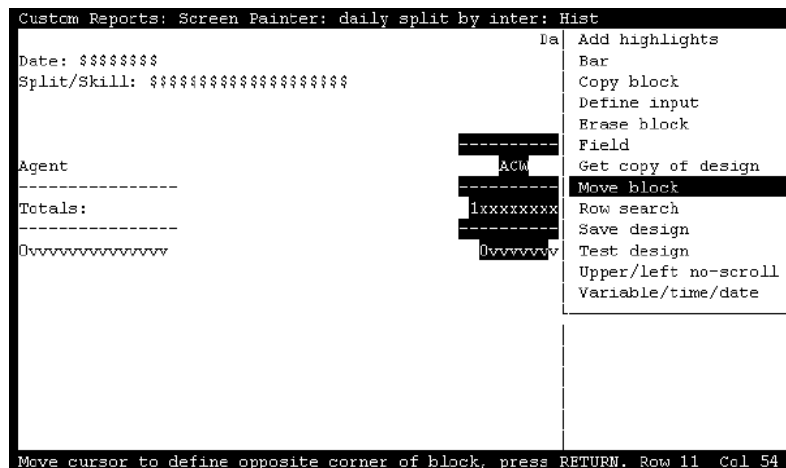 Custom Reports: Screen Painter: daily split by inter: Hist
Da
Date: $$$$$$$$
Split/Skill: $$$$$$$$$$$$$$$$$$$$
-----------
Agent ACW
----------------- -----------
Totals: 1xxxxxxxx
----------------- -----------
0vvvvvvvvvvvvvv 0vvvvvvv
Add highlights
Bar
Copy block
Define input
Erase block
Field
Get copy of design
Move block
Row search
Save design
Test design
Upper/left no-scroll
Variable/time/date
Move cursor to define opposite corner of block, press RETURN. Row 11 Col 54